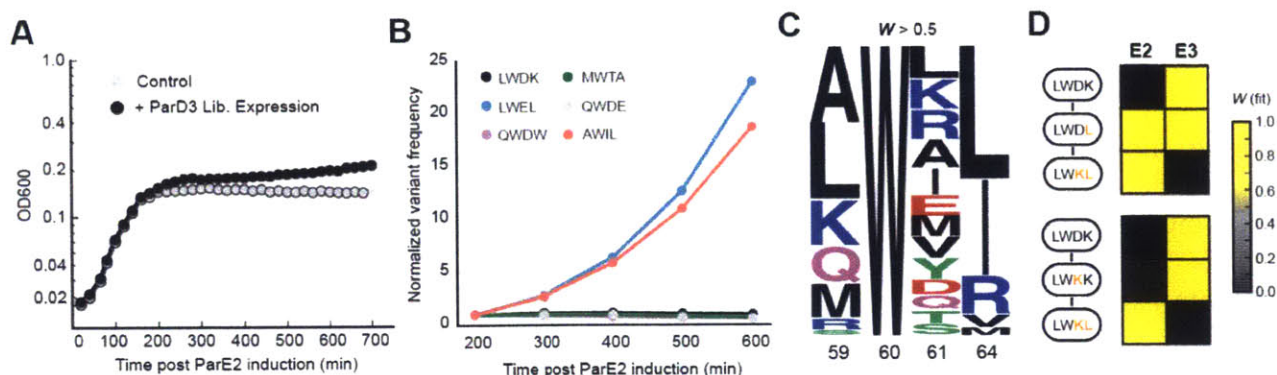 A
OD600
1.0
0.4
0.2
0.1
0.04
0.02
Control
+ ParD3 Lib. Expression
0 100 200 300 400 500 600 700
Time post ParE2 induction (min)
B
Normalized variant frequency
25
20
15
10
5
0
LWDK MWTA
LWEL QWDE
QWDW AWIL
200 300 400 500 600
Time post ParE2 induction (min)
C
W > 0.5
A L K Q M R S
W
L K R A I E M V Y D Q T S
L I R V M
59 60 61 64
D
E2 E3
LWDK
LWDL
LWKL
LWDK
LWKK
LWKL
W (fit)
1.0
0.8
0.6
0.4
0.2
0.0